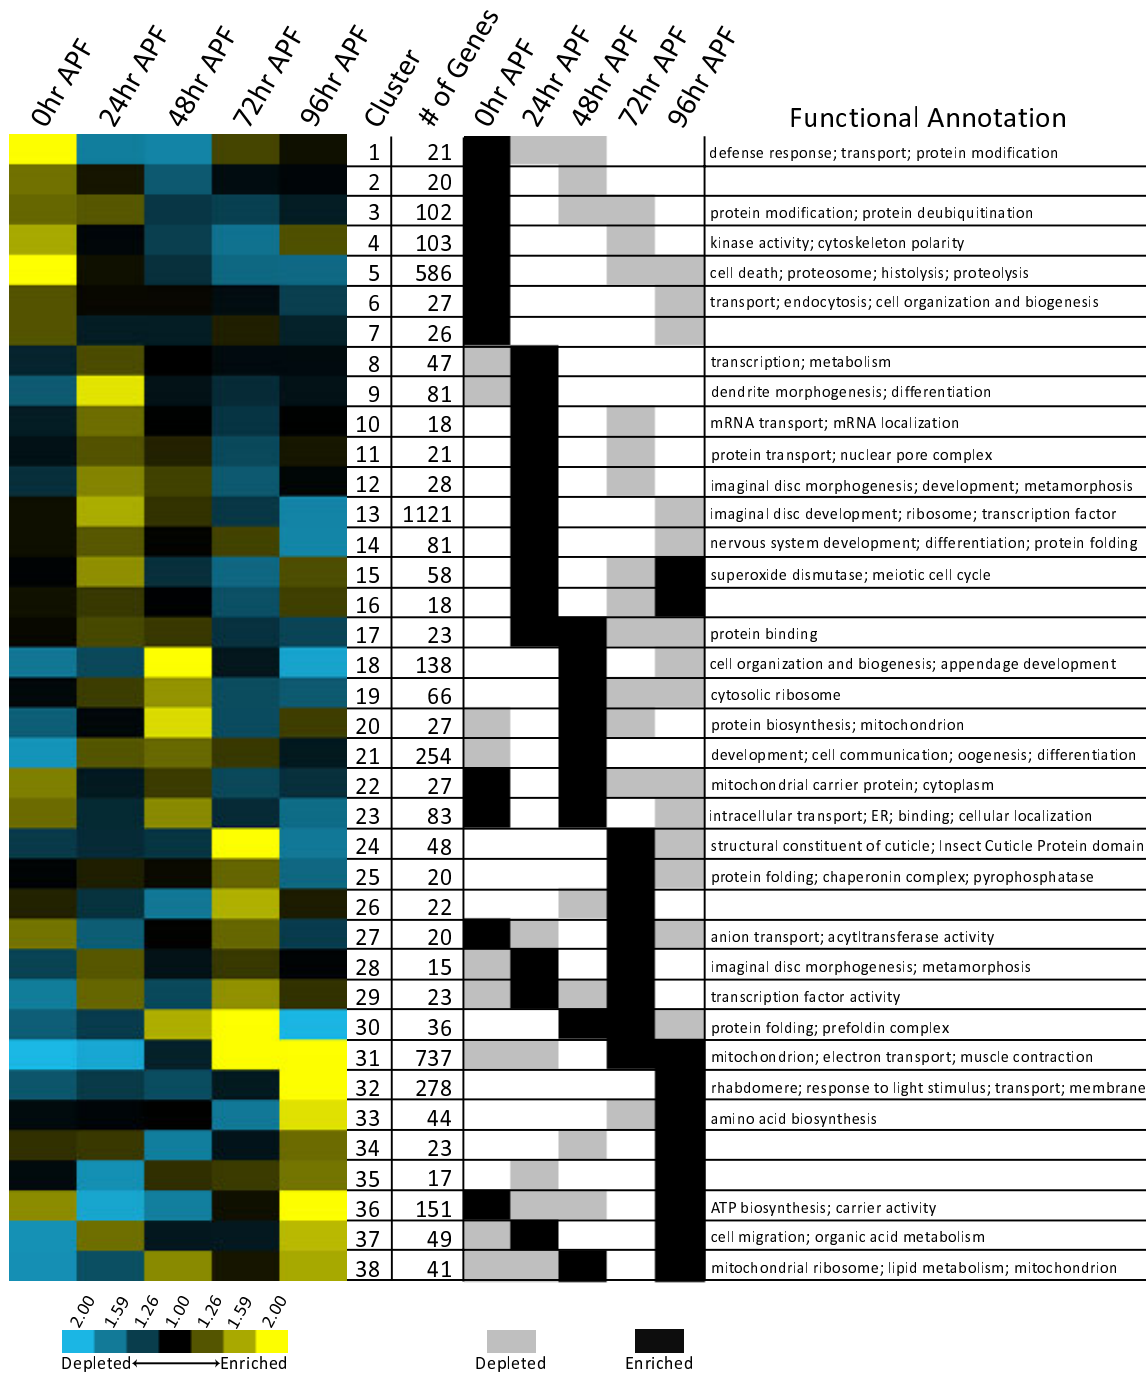 0hr APF 24hr APF 48hr APF 72hr APF 96hr APF Cluster # of Genes 0hr APF 24hr APF 48hr APF 72hr APF 96hr APF Functional Annotation
1 21 defense response; transport; protein modification
2 20
3 102 protein modification; protein deubiquitination
4 103 kinase activity; cytoskeleton polarity
5 586 cell death; proteosome; histolysis; proteolysis
6 27 transport; endocytosis; cell organization and biogenesis
7 26
8 47 transcription; metabolism
9 81 dendrite morphogenesis; differentiation
10 18 mRNA transport; mRNA localization
11 21 protein transport; nuclear pore complex
12 28 imaginal disc morphogenesis; development; metamorphosis
13 1121 imaginal disc development; ribosome; transcription factor
14 81 nervous system development; differentiation; protein folding
15 58 superoxide dismutase; meiotic cell cycle
16 18
17 23 protein binding
18 138 cell organization and biogenesis; appendage development
19 66 cytosolic ribosome
20 27 protein biosynthesis; mitochondrion
21 254 development; cell communication; oogenesis; differentiation
22 27 mitochondrial carrier protein; cytoplasm
23 83 intracellular transport; ER; binding; cellular localization
24 48 structural constituent of cuticle; Insect Cuticle Protein domain
25 20 protein folding; chaperonin complex; pyrophosphatase
26 22
27 20 anion transport; acytltransferase activity
28 15 imaginal disc morphogenesis; metamorphosis
29 23 transcription factor activity
30 36 protein folding; prefoldin complex
31 737 mitochondrion; electron transport; muscle contraction
32 278 rhabdomere; response to light stimulus; transport; membrane
33 44 amino acid biosynthesis
34 23
35 17
36 151 ATP biosynthesis; carrier activity
37 49 cell migration; organic acid metabolism
38 41 mitochondrial ribosome; lipid metabolism; mitochondrion
2.00 1.59 1.26 1.00 1.26 1.59 2.00
Depleted Enriched Depleted Enriched